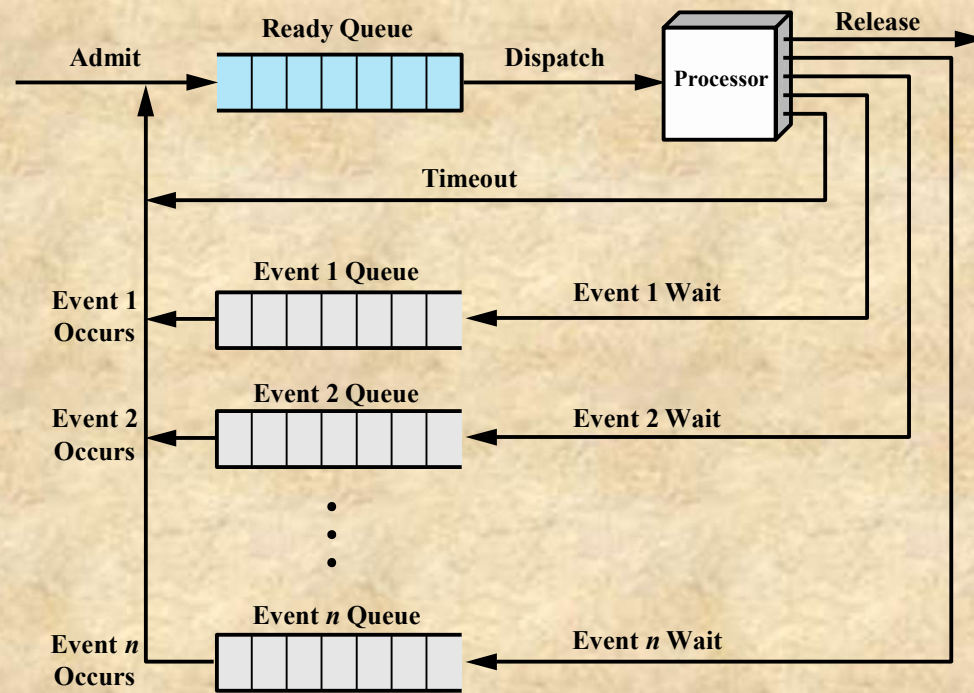 Release
Ready Queue
Admit
Dispatch
Processor
Timeout
Event 1 Queue
Event 1
Occurs
Event 1 Wait
Event 2 Queue
Event 2
Occurs
Event 2 Wait
Event n Queue
Event n
Occurs
Event n Wait